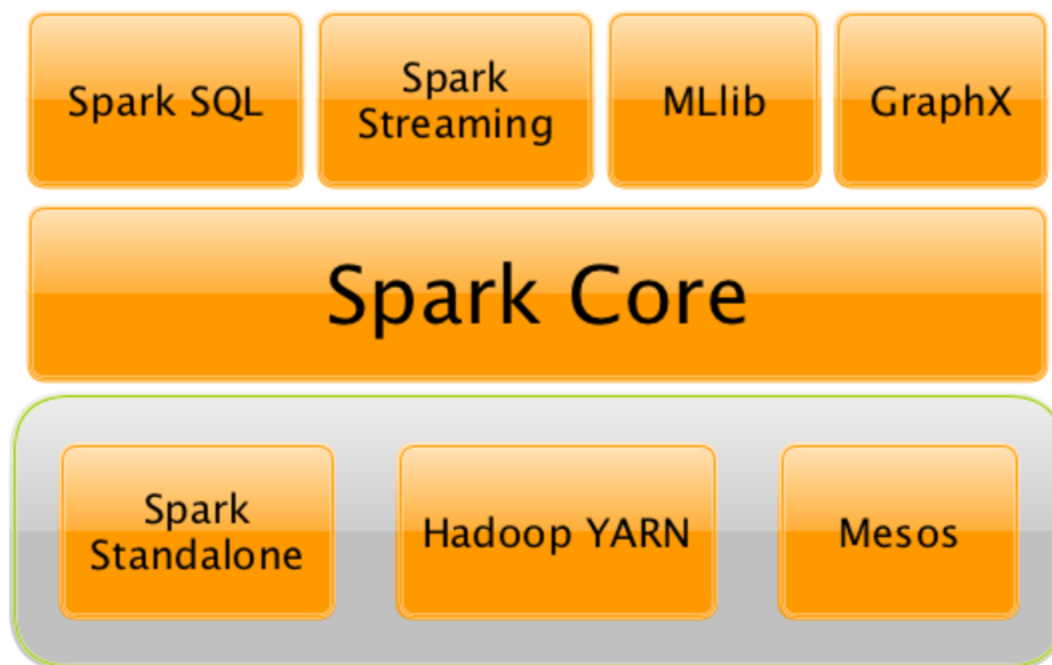 Spark SQL
Spark
Streaming
MLlib
GraphX
Spark Core
Spark
Standalone
Hadoop YARN
Mesos